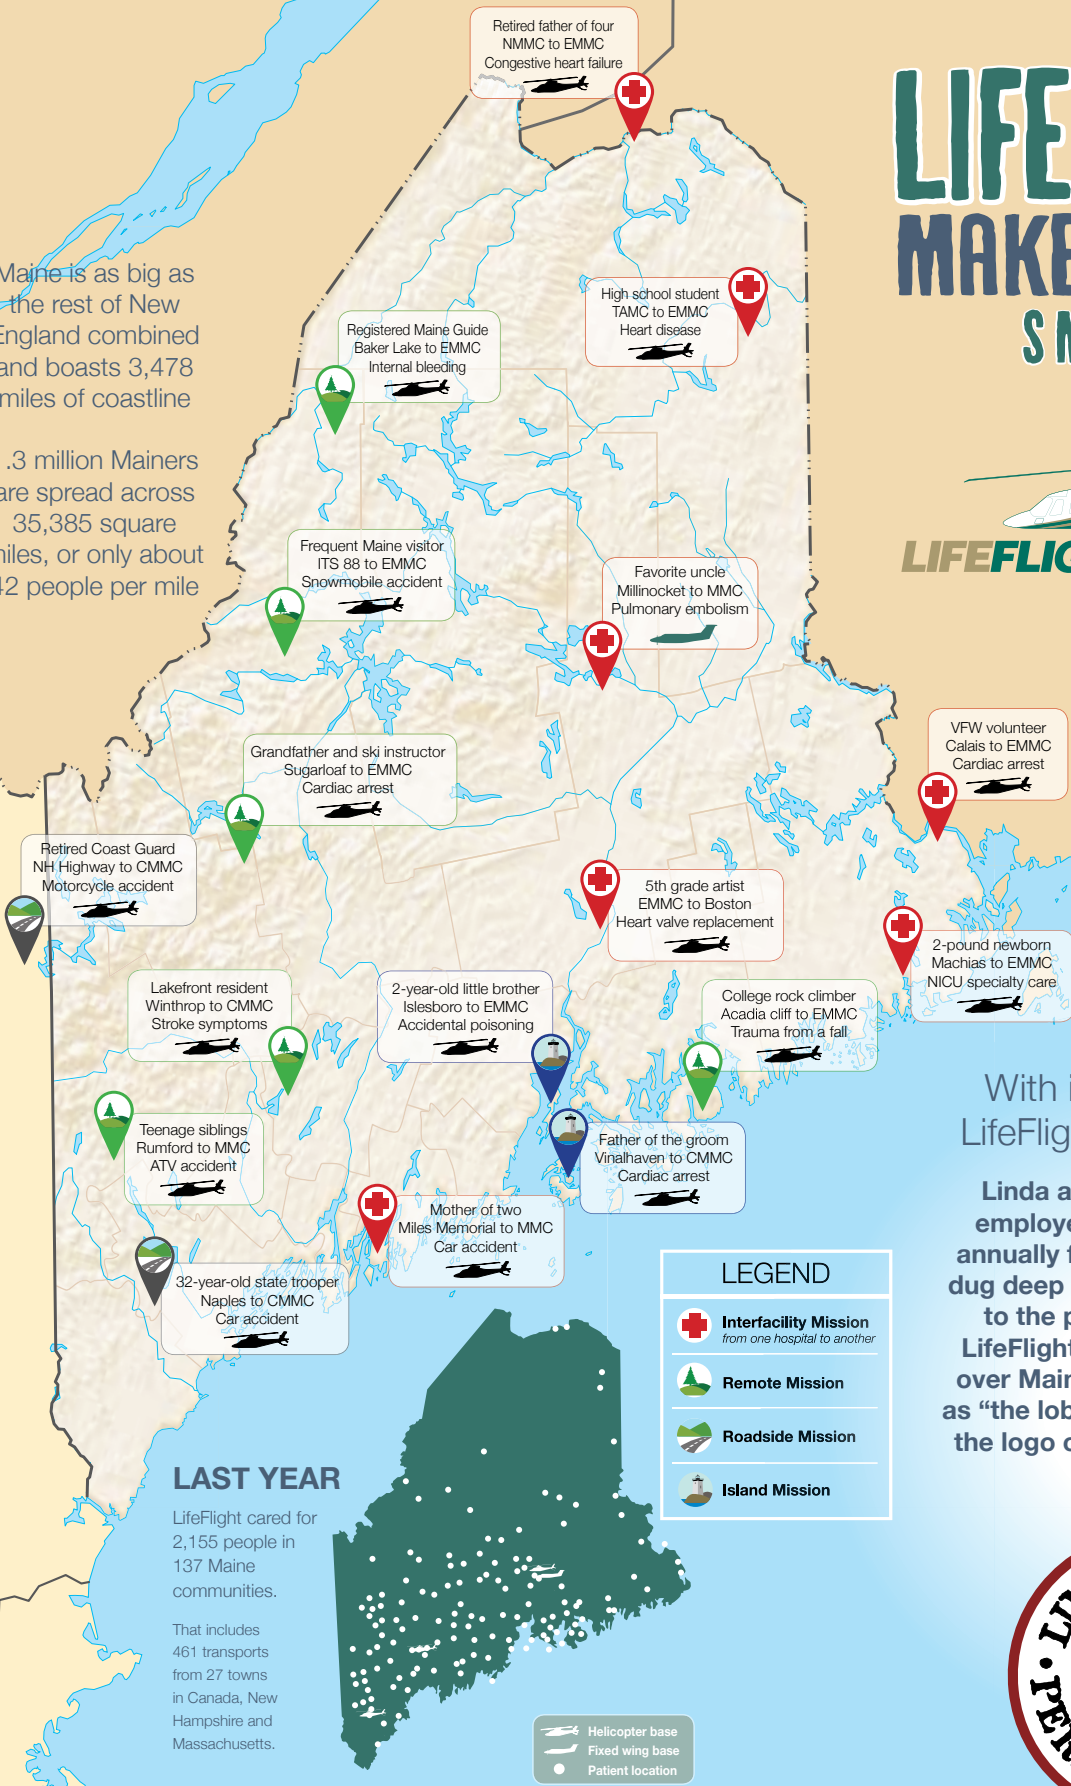 Retired father of four
NMMC to EMMC
Congestive heart failure
LIFE
MAKE
Maine is as big as
the rest of New
England combined
and boasts 3,478
miles of coastline
.3 million Mainers
are spread across
35,385 square
miles, or only about
42 people per mile
High school student
TAMC to EMMC
Heart disease
Registered Maine Guide
Baker Lake to EMMC
Internal bleeding
Frequent Maine visitor
ITS 88 to EMMC
Snowmobile accident
Favorite uncle
Millinocket to MMC
Pulmonary embolism
LIFEFLIG
VFW volunteer
Calais to EMMC
Cardiac arrest
Grandfather and ski instructor
Sugarloaf to EMMC
Cardiac arrest
Retired Coast Guard
NH Highway to CMMC
Motorcycle accident
5th grade artist
EMMC to Boston
Heart valve replacement
2-pound newborn
Machias to EMMC
NICU specialty care
Lakefront resident
Winthrop to CMMC
Stroke symptoms
2-year-old little brother
Islesboro to EMMC
Accidental poisoning
College rock climber
Acadia cliff to EMMC
Trauma from a fall
Teenage siblings
Rumford to MMC
ATV accident
Father of the groom
Vinalhaven to CMMC
Cardiac arrest
Mother of two
Miles Memorial to MMC
Car accident
32-year-old state trooper
Naples to CMMC
Car accident
With i
LifeFlig
Linda a
employe
annually f
dug deep
to the p
LifeFlight
over Main
as “the lob
the logo o
LEGEND
Interfacility Mission
from one hospital to another
Remote Mission
Roadside Mission
Island Mission
LAST YEAR
LifeFlight cared for
2,155 people in
137 Maine
communities.
That includes
461 transports
from 27 towns
in Canada, New
Hampshire and
Massachusetts.
Helicopter base
Fixed wing base
Patient location